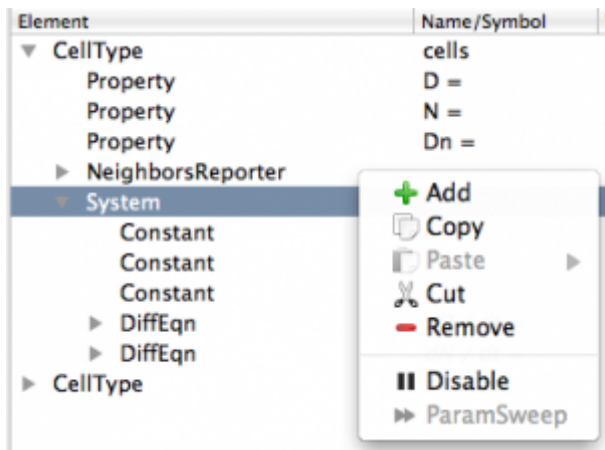 Element Name/Symbol
CellType cells
Property D =
Property N =
Property Dn =
NeighborsReporter
System
Constant
Constant
Constant
DiffEqn
DiffEqn
CellType
Add
Copy
Paste
Cut
Remove
Disable
ParamSweep